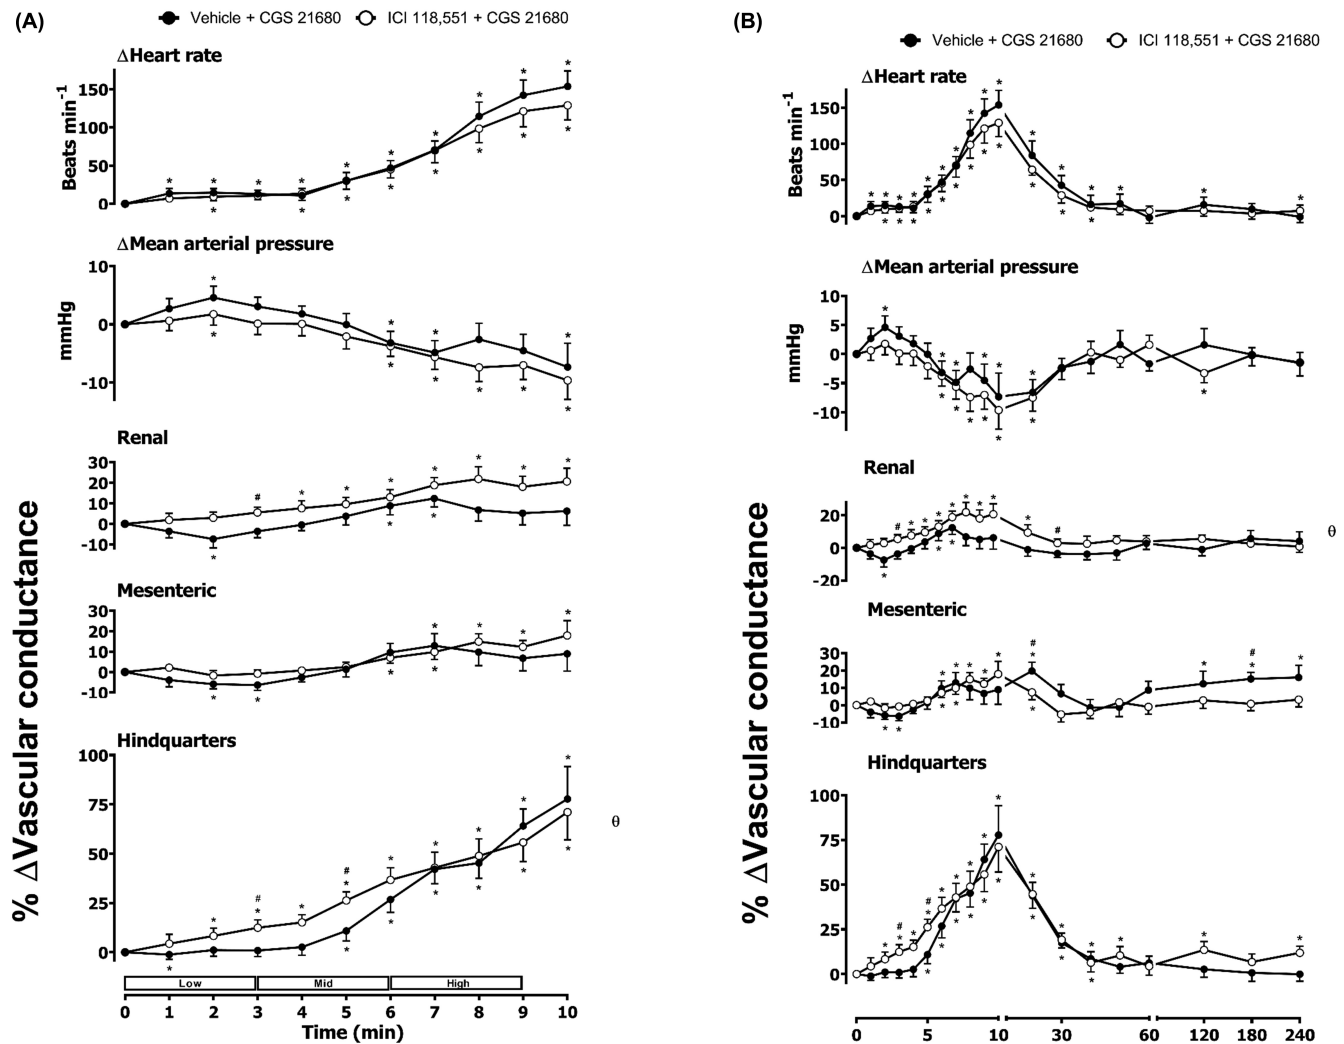 (A)
Vehicle + CGS 21680
ICI 118,551 + CGS 21680
ΔHeart rate
Beats min⁻¹
150
100
50
0
* * * * * * * * * *
* * * * * * * *
ΔMean arterial pressure
mmHg
10
0
-10
* * * *
* * * * * *
% ΔVascular conductance
Renal
30
20
10
0
-10
# * * * * * * *
* * *
Mesenteric
30
20
10
0
-10
* * * *
* * * *
Hindquarters
100
75
50
25
0
θ
Low Mid High
0 1 2 3 4 5 6 7 8 9 10
Time (min)
(B)
Vehicle + CGS 21680
ICI 118,551 + CGS 21680
ΔHeart rate
Beats min⁻¹
150
100
50
0
ΔMean arterial pressure
mmHg
10
5
0
-5
-10
% ΔVascular conductance
Renal
20
0
-20
θ
Mesenteric
30
20
10
0
-10
Hindquarters
100
75
50
25
0
0 5 10 30 60 120 180 240